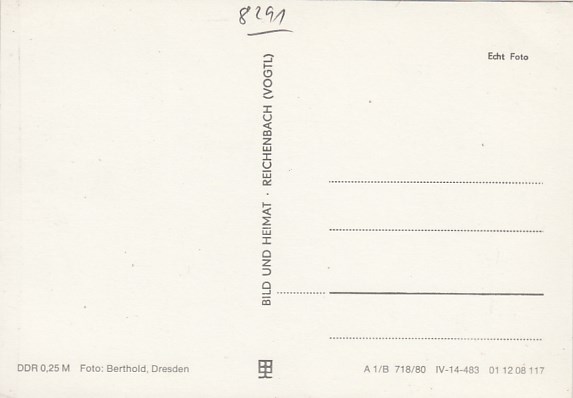 8291
Echt Foto
BILD UND HEIMAT · REICHENBACH (VOGTL)
DDR 0,25 M Foto: Berthold, Dresden
A 1/B 718/80 IV-14-483 01 12 08 117